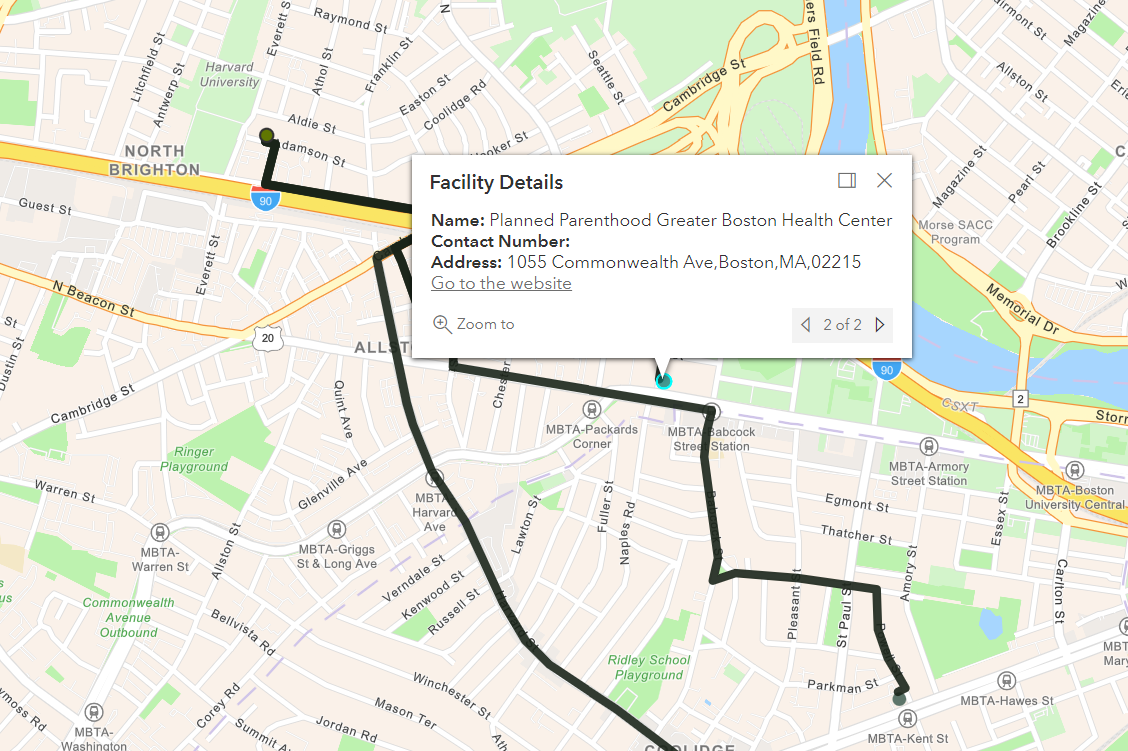 Everett S
Raymond St
N
ers Field Rd
Magazine
Litchfield St
Antwerp St
Harvard
University
Athol St
Franklin St
Seattle St
Cambridge St
Allston St
Easton St
Coolidge Rd
Aldie St
damson St
ooker St
NORTH
BRIGHTON
90
Guest St
Everett St
Facility Details
Name: Planned Parenthood Greater Boston Health Center
Contact Number:
Address: 1055 Commonwealth Ave,Boston,MA,02215
Go to the website
Zoom to
2 of 2
Magazine St
Pearl St
Brookline St
Morse SACC
Program
Memorial Dr
N Beacon St
20
ALLST
90
2
CSXT
Storr
Dustin St
Cambridge St
Quint Ave
Chester
MBTA-Packards
Corner
MBTA-Babcock
Street Station
MBTA-Armory
Street Station
MBTA-Boston
University Central
Ringer
Playground
Warren St
Glenville Ave
MBTA-
Harvard
Ave
Lawton St
Fuller St
Naples Rd
Egmont St
Thatcher St
Essex St
MBTA-
Warren St
Allston St
MBTA-Griggs
St & Long Ave
Verndale St
Kenwood St
Russell St
Pleasant St
St Paul St
Amory St
Carlton St
Commonwealth
Avenue
Outbound
Bellvista Rd
Ridley School
Playground
Parkman St
MBTA-
Mary
MBTA-Hawes St
MBTA-Kent St
Corey Rd
Winchester St
Mason Ter
Jordan Rd
Summit A
MBTA-
Washington
COOLIDGE